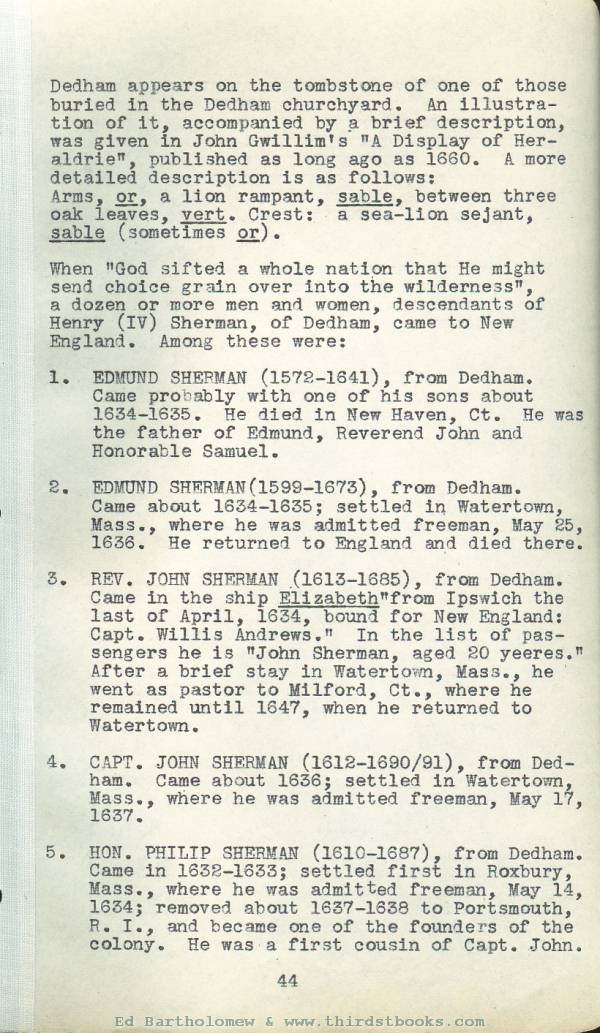 Dedham appears on the tombstone of one of those
buried in the Dedham churchyard. An illustra-
tion of it, accompanied by a brief description,
was given in John Gwillim's "A Display of Her-
aldrie", published as long ago as 1660. A more
detailed description is as follows:
Arms, or, a lion rampant, sable, between three
oak leaves, vert. Crest: a sea-lion sejant,
sable (sometimes or).
When "God sifted a whole nation that He might
send choice grain over into the wilderness",
a dozen or more men and women, descendants of
Henry (IV) Sherman, of Dedham, came to New
England. Among these were:
1. EDMUND SHERMAN (1572-1641), from Dedham.
Came probably with one of his sons about
1634-1635. He died in New Haven, Ct. He was
the father of Edmund, Reverend John and
Honorable Samuel.
2. EDMUND SHERMAN(1599-1673), from Dedham.
Came about 1634-1635; settled in Watertown,
Mass., where he was admitted freeman, May 25,
1636. He returned to England and died there.
3. REV. JOHN SHERMAN (1613-1685), from Dedham.
Came in the ship Elizabeth"from Ipswich the
last of April, 1634, bound for New England:
Capt. Willis Andrews." In the list of pas-
sengers he is "John Sherman, aged 20 yeeres."
After a brief stay in Watertown, Mass., he
went as pastor to Milford, Ct., where he
remained until 1647, when he returned to
Watertown.
4. CAPT. JOHN SHERMAN (1612-1690/91), from Ded-
ham. Came about 1636; settled in Watertown,
Mass., where he was admitted freeman, May 17,
1637.
5. HON. PHILIP SHERMAN (1610-1687), from Dedham.
Came in 1632-1633; settled first in Roxbury,
Mass., where he was admitted freeman, May 14,
1634; removed about 1637-1638 to Portsmouth,
R. I., and became one of the founders of the
colony. He was a first cousin of Capt. John.
44
Ed Bartholomew & www.thirdstbooks.com